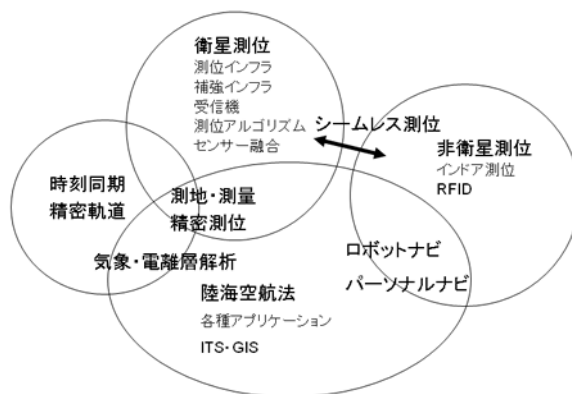 衛星測位
測位インフラ
補強インフラ
受信機
測位アルゴリズム
センサー融合
シームレス測位
非衛星測位
インドア測位
RFID
時刻同期
精密軌道
測地・測量
精密測位
気象・電離層解析
ロボットナビ
パーソナルナビ
陸海空航法
各種アプリケーション
ITS・GIS